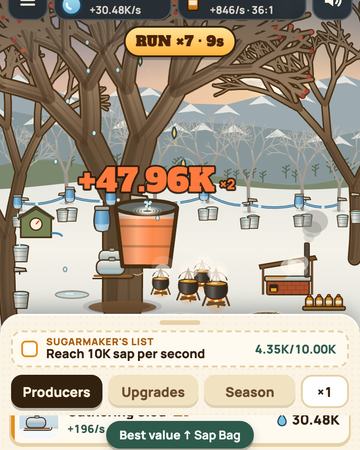 +30.48K/s
+846/s · 36:1
RUN ×7 · 9s
+47.96K ×2
SUGARMAKER'S LIST
Reach 10K sap per second
4.35K/10.00K
Producers
Upgrades
Season
×1
30.48K
+196/s
Best value ↑ Sap Bag